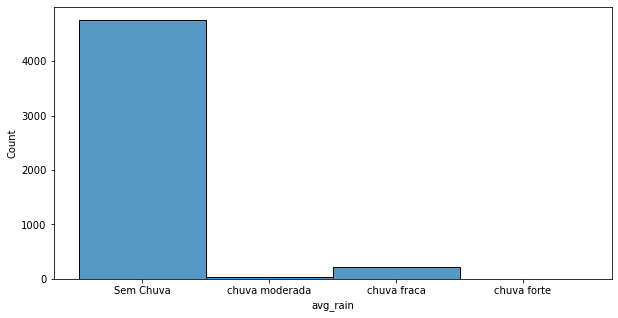 4000
3000
2000
1000
0
Count
Sem Chuva
chuva moderada
chuva fraca
chuva forte
avg_rain